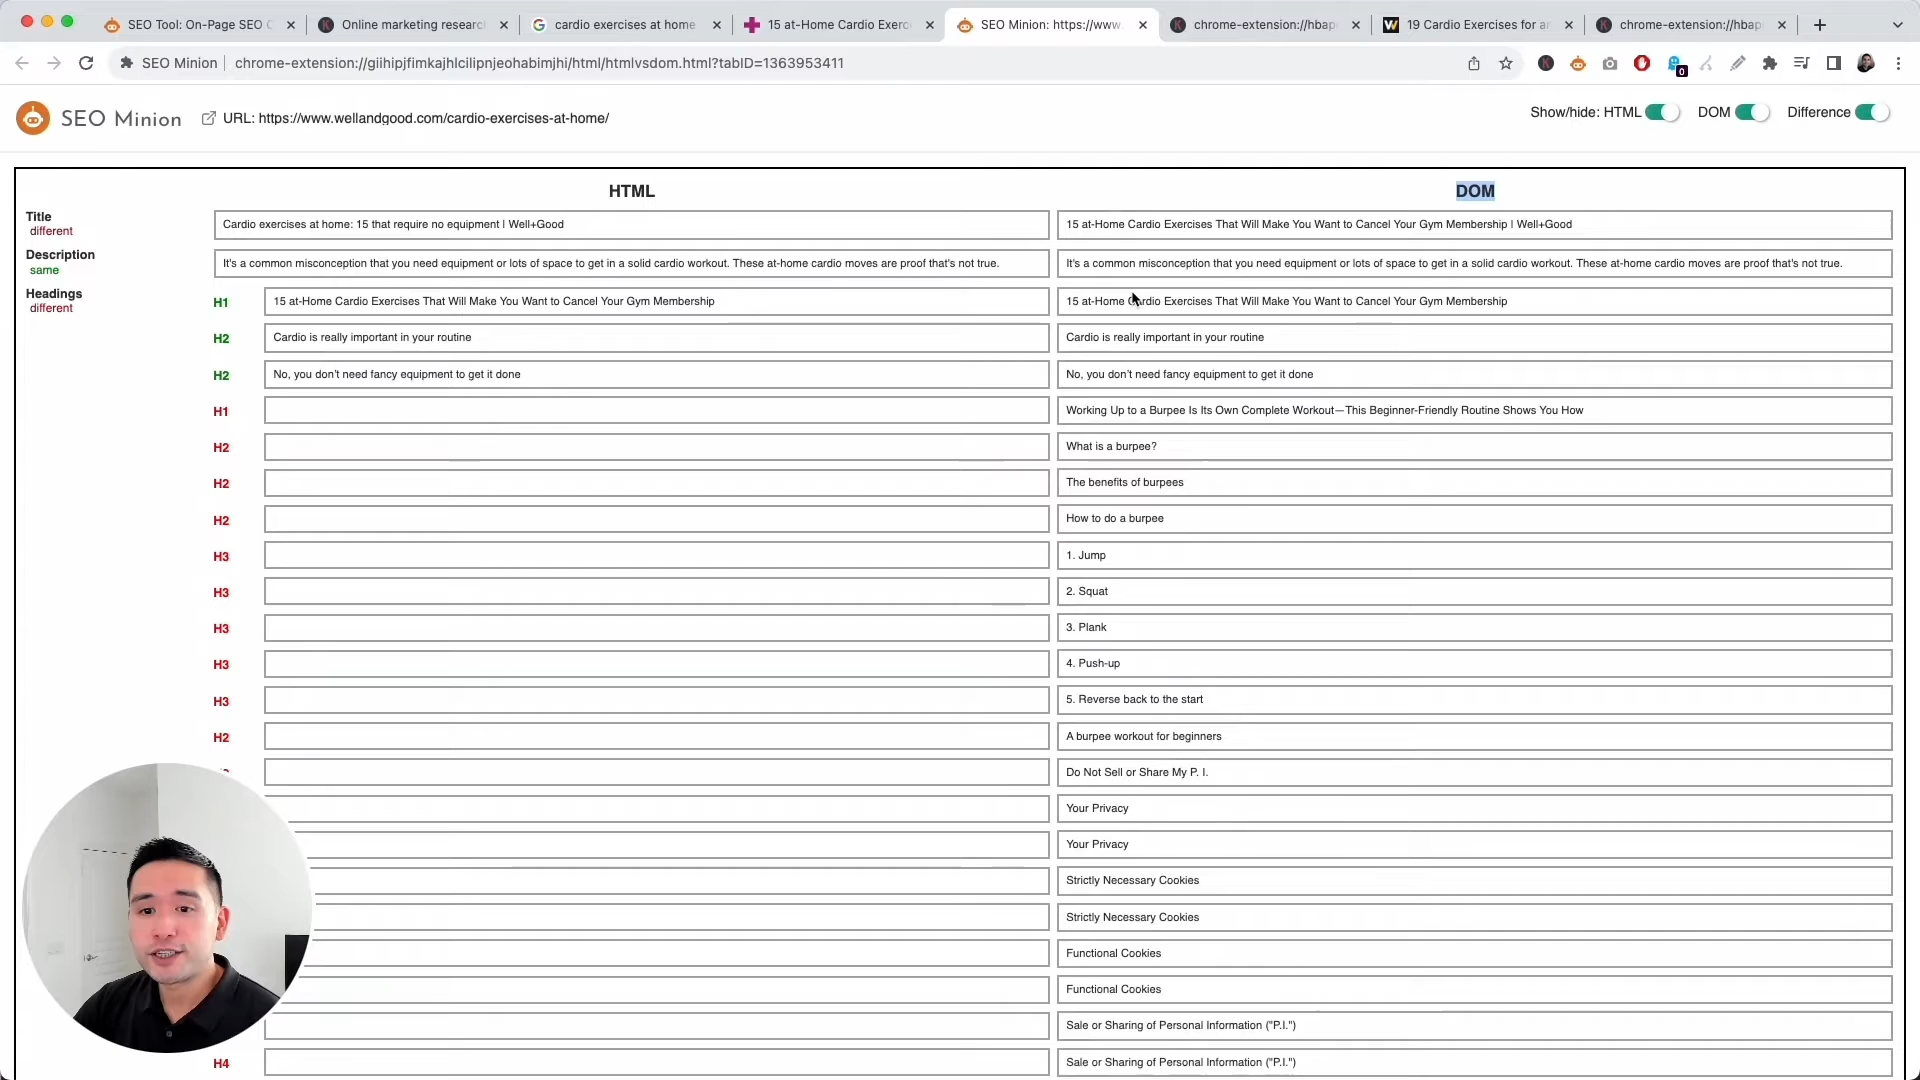 SEO Tool: On-Page SEO C
Online marketing researc
cardio exercises at home
15 at-Home Cardio Exerc
SEO Minion: https://www.
chrome-extension://hbap
19 Cardio Exercises for a
chrome-extension://hbap
SEO Minion
chrome-extension://giihipjfimkajhlcilipnjeohabimjhi/html/htmlvsdom.html?tabID=1363953411
0
SEO Minion
URL: https://www.wellandgood.com/cardio-exercises-at-home/
Show/hide: HTML
DOM
Difference
HTML
DOM
Title
different
Cardio exercises at home: 15 that require no equipment | Well+Good
15 at-Home Cardio Exercises That Will Make You Want to Cancel Your Gym Membership | Well+Good
Description
same
It's a common misconception that you need equipment or lots of space to get in a solid cardio workout. These at-home cardio moves are proof that's not true.
It's a common misconception that you need equipment or lots of space to get in a solid cardio workout. These at-home cardio moves are proof that's not true.
Headings
different
H1
15 at-Home Cardio Exercises That Will Make You Want to Cancel Your Gym Membership
15 at-Home Cardio Exercises That Will Make You Want to Cancel Your Gym Membership
H2
Cardio is really important in your routine
Cardio is really important in your routine
H2
No, you don’t need fancy equipment to get it done
No, you don’t need fancy equipment to get it done
H1
Working Up to a Burpee Is Its Own Complete Workout—This Beginner-Friendly Routine Shows You How
H2
What is a burpee?
H2
The benefits of burpees
H2
How to do a burpee
H3
1. Jump
H3
2. Squat
H3
3. Plank
H3
4. Push-up
H3
5. Reverse back to the start
H2
A burpee workout for beginners
Do Not Sell or Share My P. I.
Your Privacy
Your Privacy
Strictly Necessary Cookies
Strictly Necessary Cookies
Functional Cookies
Functional Cookies
Sale or Sharing of Personal Information ("P.I.")
H4
Sale or Sharing of Personal Information ("P.I.")